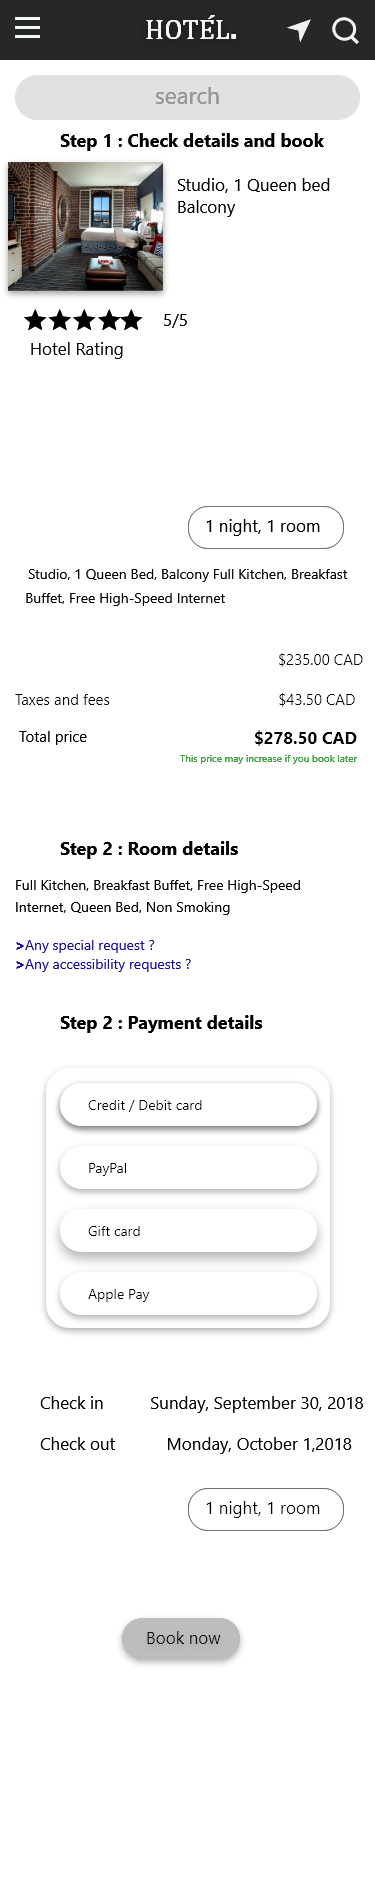 HOTÉL.
search
Step 1 : Check details and book
Studio, 1 Queen bed
Balcony
5/5
Hotel Rating
1 night, 1 room
Studio, 1 Queen Bed, Balcony Full Kitchen, Breakfast
Buffet, Free High-Speed Internet
$235.00 CAD
Taxes and fees $43.50 CAD
Total price $278.50 CAD
This price may increase if you book later
Step 2 : Room details
Full Kitchen, Breakfast Buffet, Free High-Speed
Internet, Queen Bed, Non Smoking
>Any special request ?
>Any accessibility requests ?
Step 2 : Payment details
Credit / Debit card
PayPal
Gift card
Apple Pay
Check in Sunday, September 30, 2018
Check out Monday, October 1,2018
1 night, 1 room
Book now